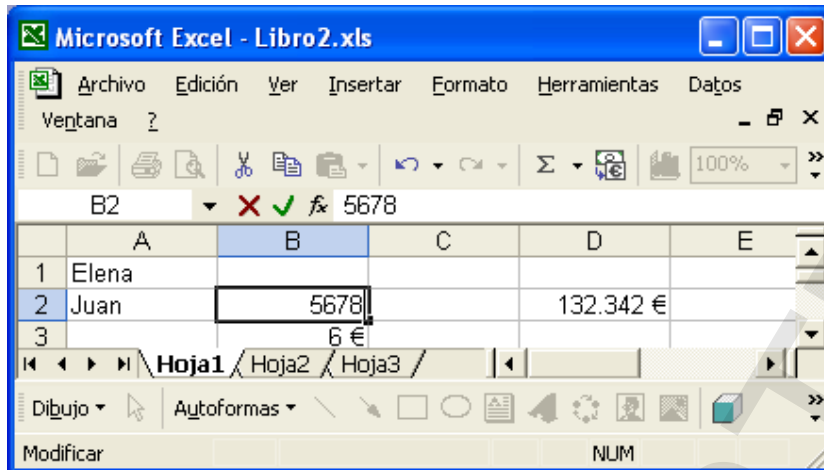 Microsoft Excel - Libro2.xls
Archivo Edición Ver Insertar Formato Herramientas Datos
Ventana ?
100%
B2 fx 5678
A B C D E
1 Elena
2 Juan 5678 132.342 €
3 6 €
Hoja1 Hoja2 Hoja3
Dibujo Autoformas
Modificar NUM